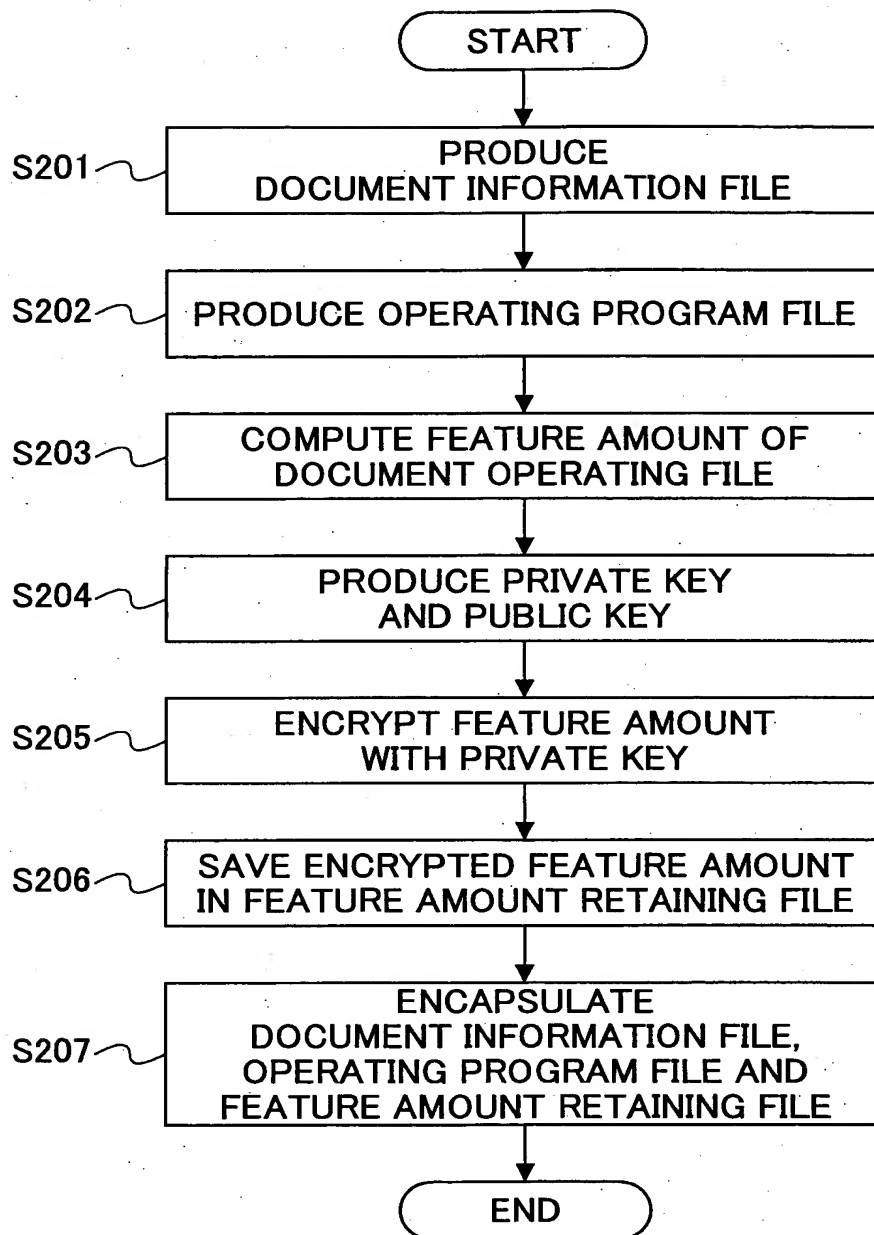 START
S201
PRODUCE
DOCUMENT INFORMATION FILE
S202
PRODUCE OPERATING PROGRAM FILE
S203
COMPUTE FEATURE AMOUNT OF
DOCUMENT OPERATING FILE
S204
PRODUCE PRIVATE KEY
AND PUBLIC KEY
S205
ENCRYPT FEATURE AMOUNT
WITH PRIVATE KEY
S206
SAVE ENCRYPTED FEATURE AMOUNT
IN FEATURE AMOUNT RETAINING FILE
S207
ENCAPSULATE
DOCUMENT INFORMATION FILE,
OPERATING PROGRAM FILE AND
FEATURE AMOUNT RETAINING FILE
END